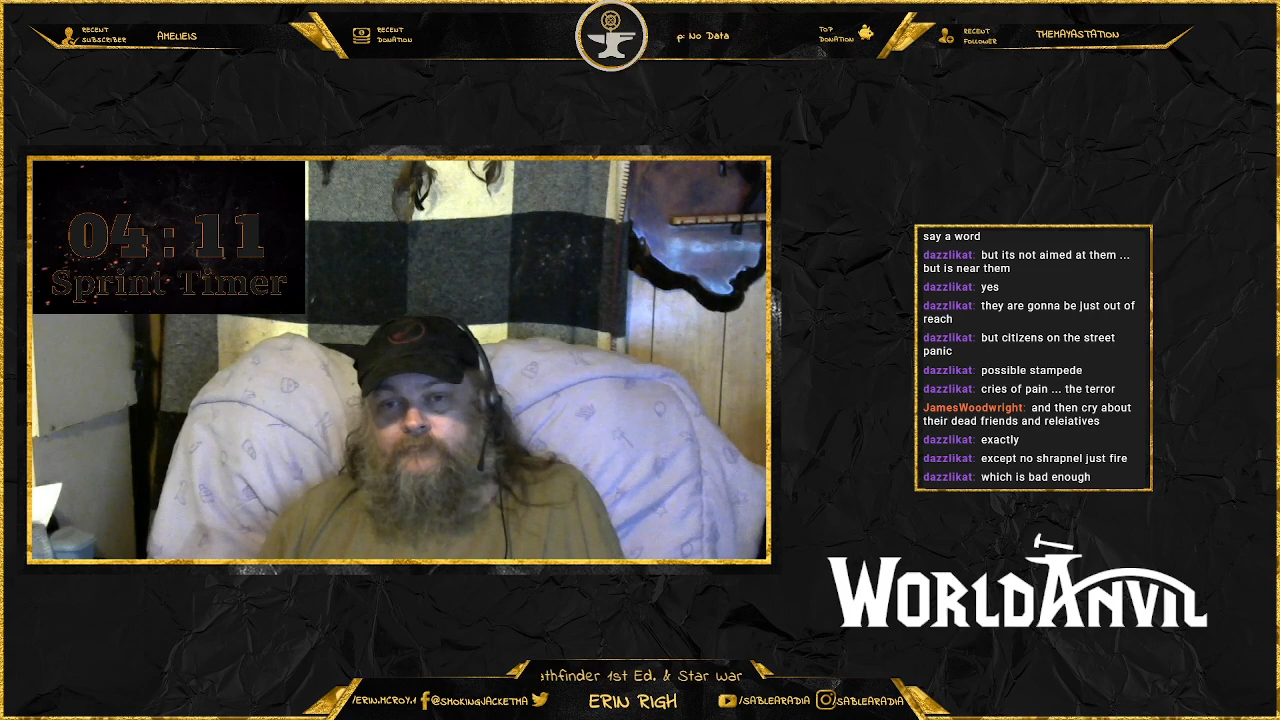 RECENT
SUBSCRIBER
AMELIEIS
RECENT
DONATION
p: No Data
TOP
DONATION
RECENT
FOLLOWER
THEMAYASTATION
04:11
Sprint Timer
say a word
dazzlikat: but its not aimed at them ...
but is near them
dazzlikat: yes
dazzlikat: they are gonna be just out of
reach
dazzlikat: but citizens on the street
panic
dazzlikat: possible stampede
dazzlikat: cries of pain ... the terror
JamesWoodwright: and then cry about
their dead friends and releiatives
dazzlikat: exactly
dazzlikat: except no shrapnel just fire
dazzlikat: which is bad enough
WORLDANVIL
athfinder 1st Ed. & Star War
/ERIN.MCROY.1
@SMOKINGJACKETMA
ERIN RIGH
/SABLEARADIA
/SABLEARADIA